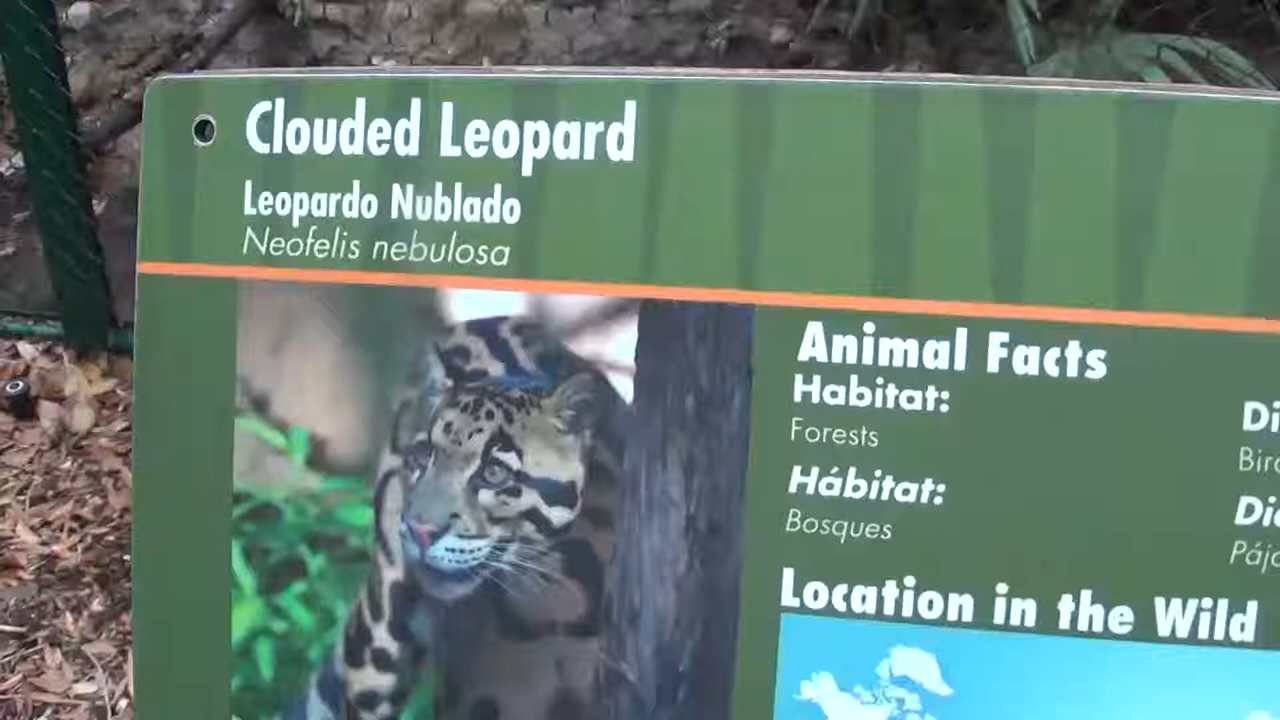 Clouded Leopard
Leopardo Nublado
Neofelis nebulosa
Animal Facts
Habitat:
Forests
Hábitat:
Bosques
Location in the Wild